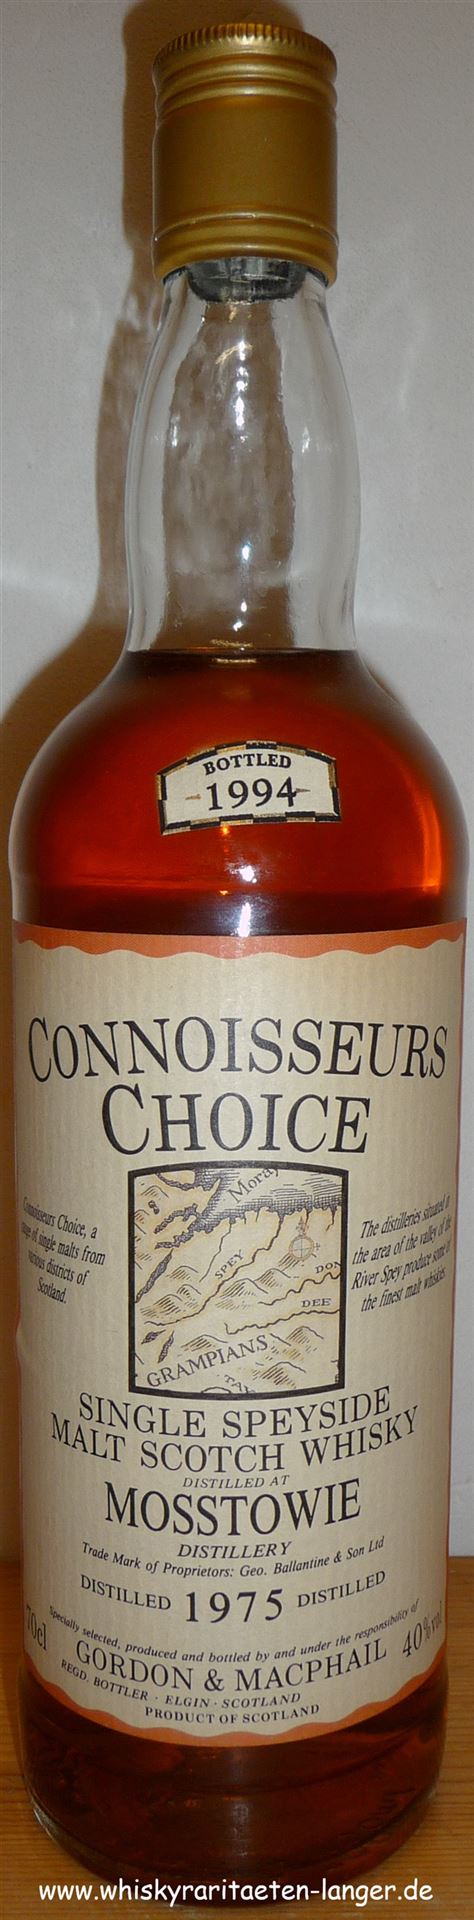 BOTTLED
1994
CONNOISSEURS
CHOICE
Connoisseurs Choice, a
range of single malts from
various districts of
Scotland.
Moray
SPEY
DON
DEE
GRAMPIANS
TAY
The distilleries situated in
the area of the valley of the
River Spey produce some of
the finest malt whiskies.
SINGLE SPEYSIDE
MALT SCOTCH WHISKY
DISTILLED AT
MOSSTOWIE
DISTILLERY
Trade Mark of Proprietors: Geo. Ballantine & Son Ltd
DISTILLED 1975 DISTILLED
Specially selected, produced and bottled by and under the responsibility of
70cl GORDON & MACPHAIL 40%vol
REGD. BOTTLER · ELGIN · SCOTLAND
PRODUCT OF SCOTLAND
www.whiskyraritaeten-langer.de